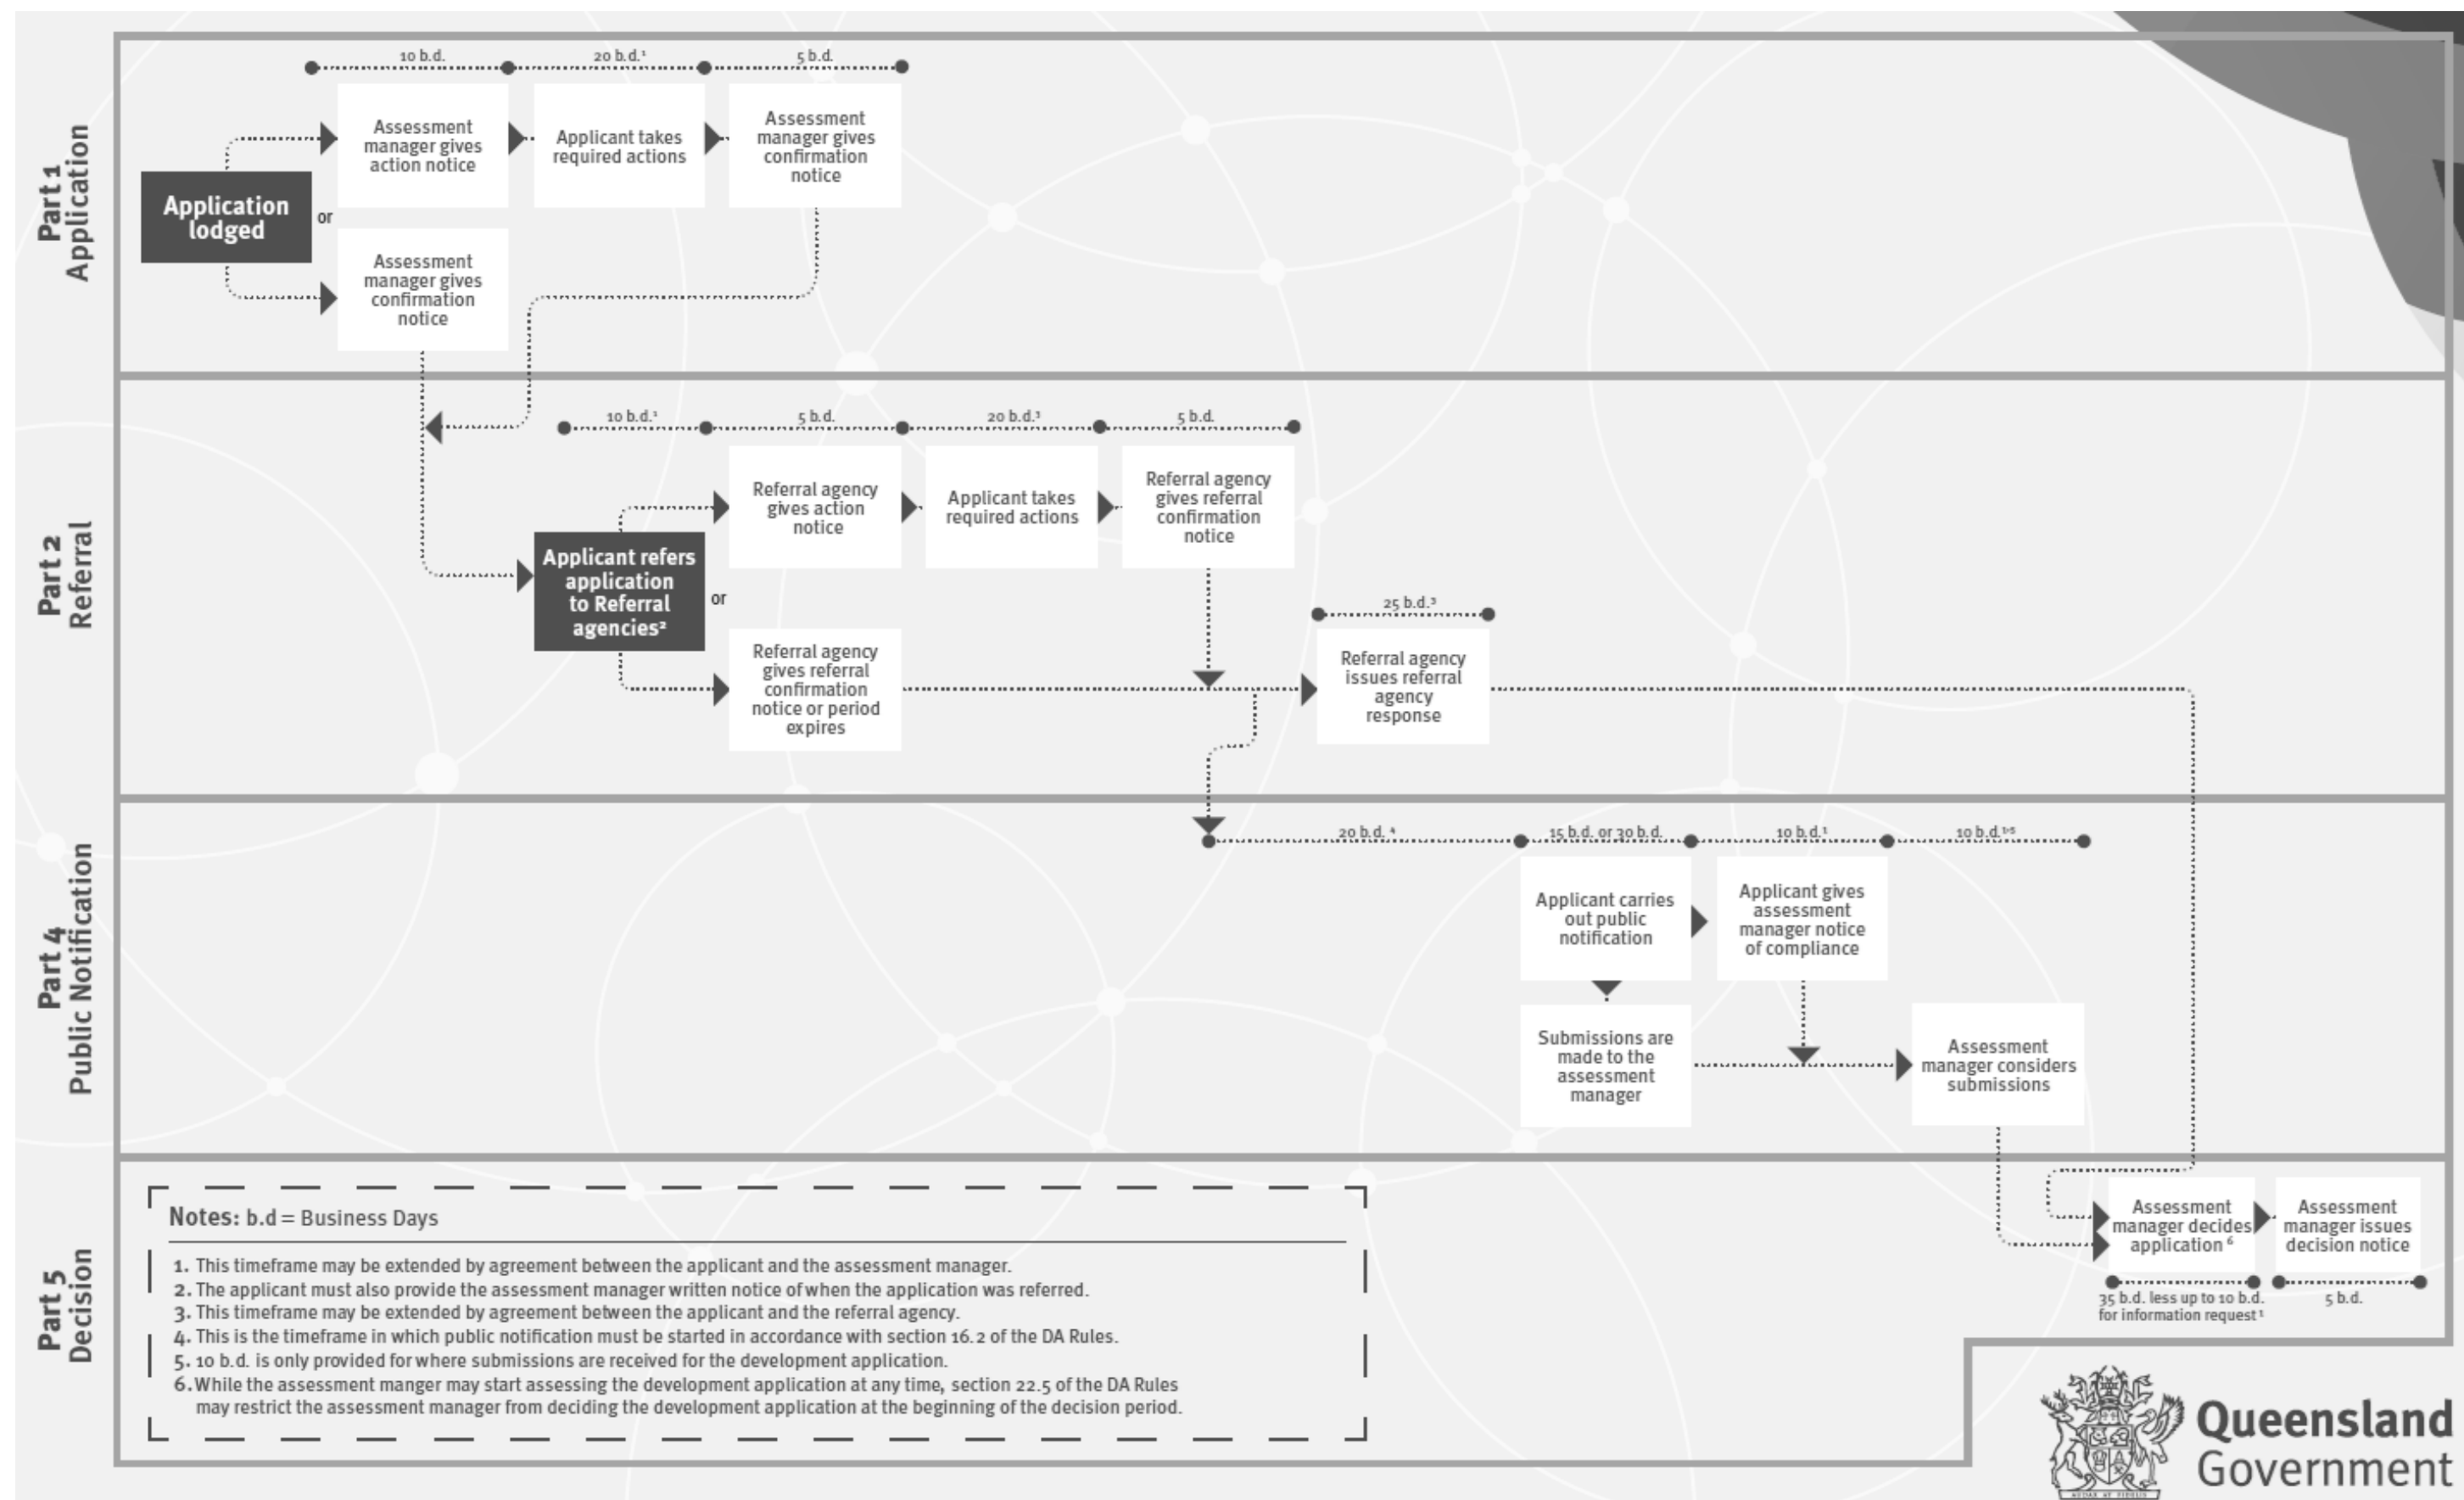 Part 1
Application
10 b.d.
20 b.d.¹
5 b.d.
Application
lodged
or
Assessment
manager gives
action notice
Applicant takes
required actions
Assessment
manager gives
confirmation
notice
Assessment
manager gives
confirmation
notice
Part 2
Referral
10 b.d.¹
5 b.d.
20 b.d.³
5 b.d.
Applicant refers
application
to Referral
agencies²
or
Referral agency
gives action
notice
Applicant takes
required actions
Referral agency
gives referral
confirmation
notice
Referral agency
gives referral
confirmation
notice or period
expires
25 b.d.³
Referral agency
issues referral
agency
response
Part 4
Public Notification
20 b.d. ⁴
15 b.d. or 30 b.d.
10 b.d.¹
10 b.d.¹·⁵
Applicant carries
out public
notification
Applicant gives
assessment
manager notice
of compliance
Submissions are
made to the
assessment
manager
Assessment
manager considers
submissions
Part 5
Decision
Assessment
manager decides
application ⁶
Assessment
manager issues
decision notice
35 b.d. less up to 10 b.d.
for information request¹
5 b.d.
Notes: b.d = Business Days
1. This timeframe may be extended by agreement between the applicant and the assessment manager.
2. The applicant must also provide the assessment manager written notice of when the application was referred.
3. This timeframe may be extended by agreement between the applicant and the referral agency.
4. This is the timeframe in which public notification must be started in accordance with section 16.2 of the DA Rules.
5. 10 b.d. is only provided for where submissions are received for the development application.
6. While the assessment manger may start assessing the development application at any time, section 22.5 of the DA Rules
may restrict the assessment manager from deciding the development application at the beginning of the decision period.
Queensland
Government